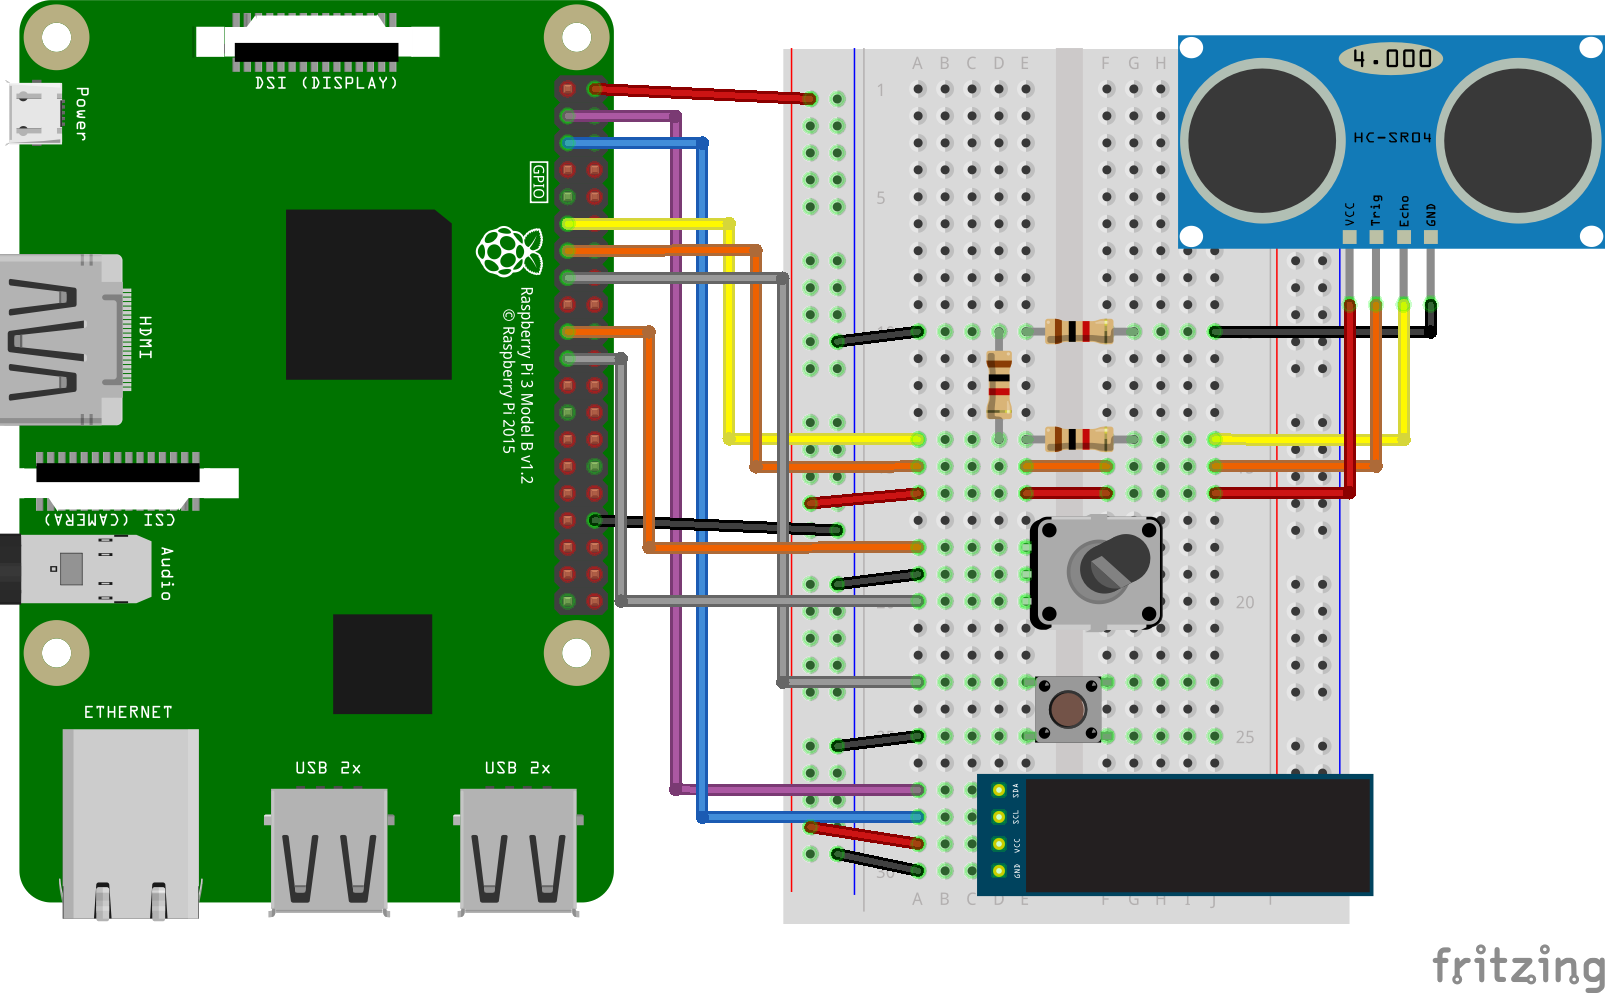 DSI (DISPLAY)
Power
GPIO
HDMI
Raspberry Pi 3 Model B v1.2
© Raspberry Pi 2015
CSI (CAMERA)
Audio
ETHERNET
USB 2x
USB 2x
A B C D E F G H
1
5
20
25
25
30
A B C D E F G H I J
4.000
HC-SR04
VCC
Trig
Echo
GND
SDA
SCL
VCC
GND
fritzing